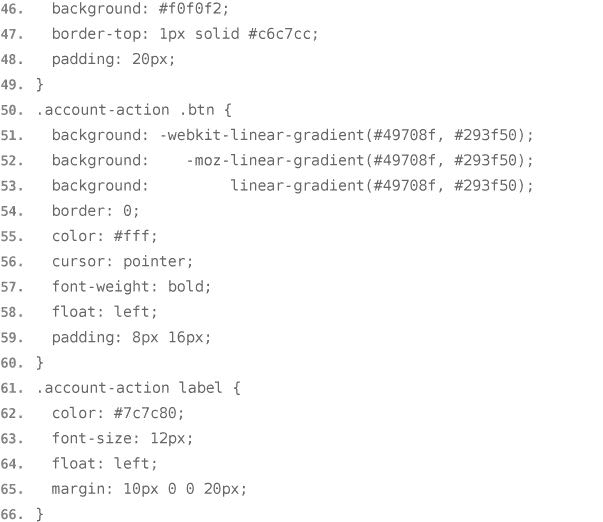 46. background: #f0f0f2;
47. border-top: 1px solid #c6c7cc;
48. padding: 20px;
49. }
50. .account-action .btn {
51. background: -webkit-linear-gradient(#49708f, #293f50);
52. background: -moz-linear-gradient(#49708f, #293f50);
53. background: linear-gradient(#49708f, #293f50);
54. border: 0;
55. color: #fff;
56. cursor: pointer;
57. font-weight: bold;
58. float: left;
59. padding: 8px 16px;
60. }
61. .account-action label {
62. color: #7c7c80;
63. font-size: 12px;
64. float: left;
65. margin: 10px 0 0 20px;
66. }